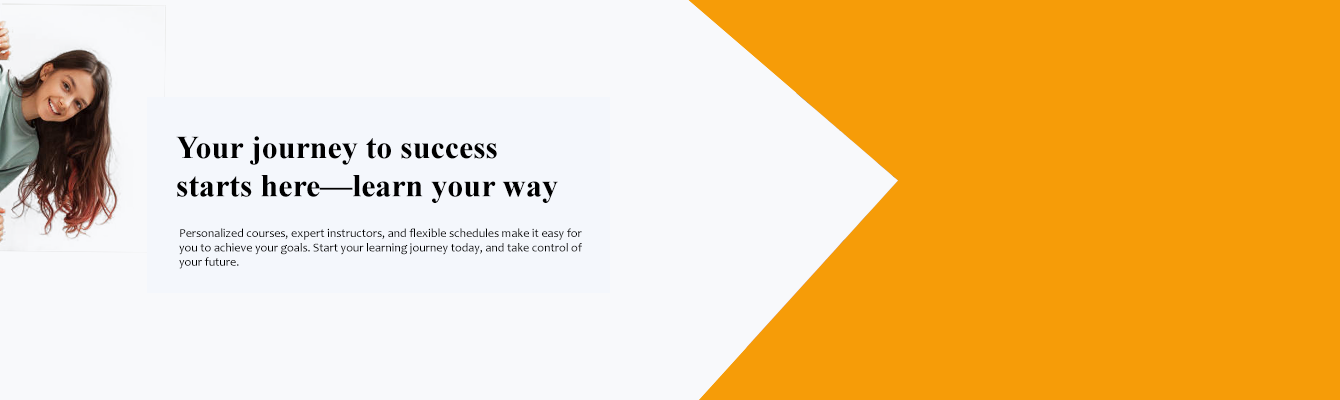 Your journey to success
starts here—learn your way
Personalized courses, expert instructors, and flexible schedules make it easy for
you to achieve your goals. Start your learning journey today, and take control of
your future.